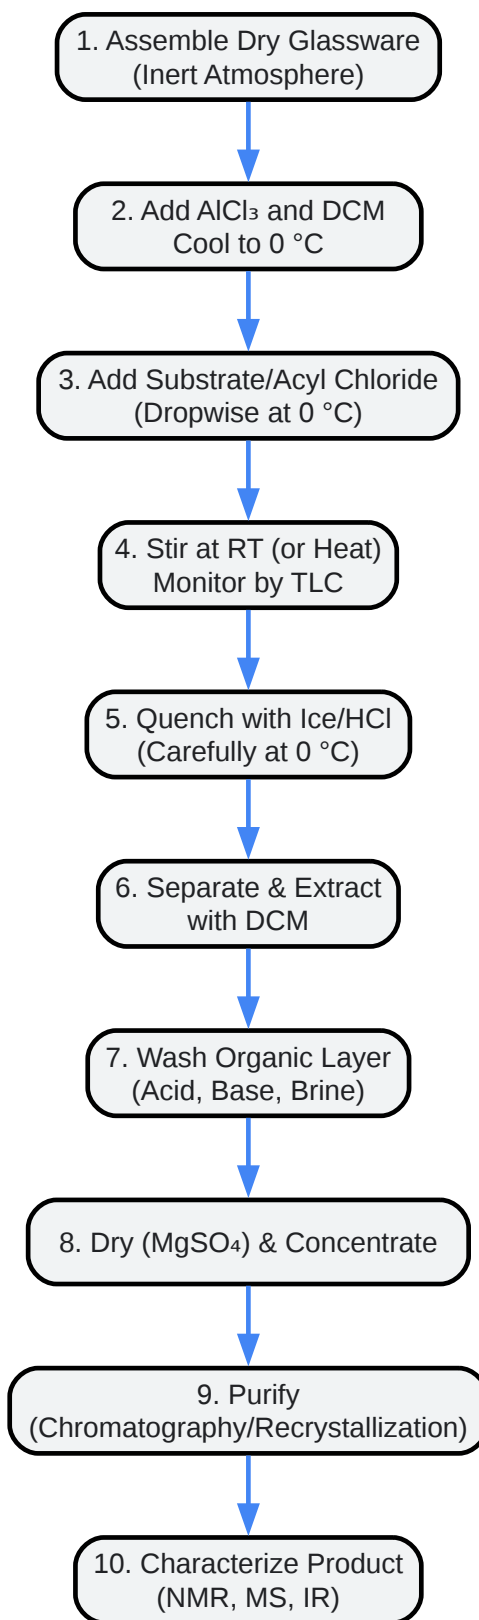 1. Assemble Dry Glassware
(Inert Atmosphere)
2. Add AlCl₃ and DCM
Cool to 0 °C
3. Add Substrate/Acyl Chloride
(Dropwise at 0 °C)
4. Stir at RT (or Heat)
Monitor by TLC
5. Quench with Ice/HCl
(Carefully at 0 °C)
6. Separate & Extract
with DCM
7. Wash Organic Layer
(Acid, Base, Brine)
8. Dry (MgSO₄) & Concentrate
9. Purify
(Chromatography/Recrystallization)
10. Characterize Product
(NMR, MS, IR)